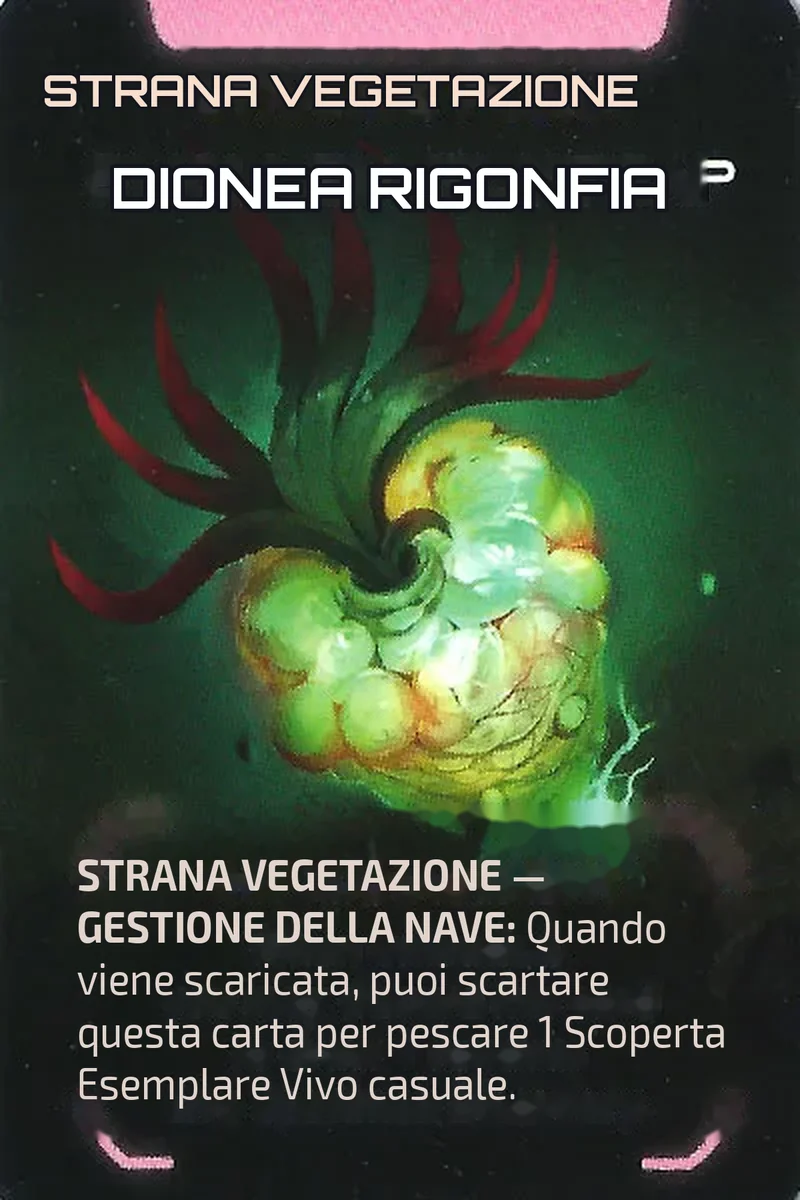 STRANA VEGETAZIONE
DIONEA RIGONFIA
STRANA VEGETAZIONE —
GESTIONE DELLA NAVE: Quando
viene scaricata, puoi scartare
questa carta per pescare 1 Scoperta
Esemplare Vivo casuale.